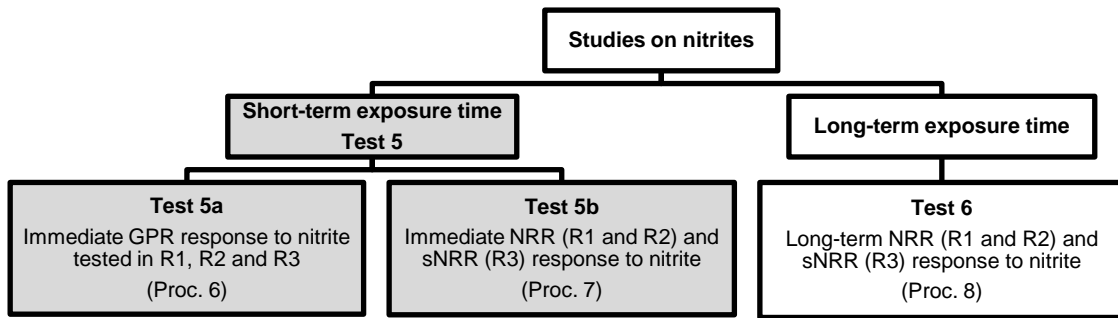 Studies on nitrites
Short-term exposure time
Test 5
Long-term exposure time
Test 5a
Immediate GPR response to nitrite
tested in R1, R2 and R3
(Proc. 6)
Test 5b
Immediate NRR (R1 and R2) and
sNRR (R3) response to nitrite
(Proc. 7)
Test 6
Long-term NRR (R1 and R2) and
sNRR (R3) response to nitrite
(Proc. 8)